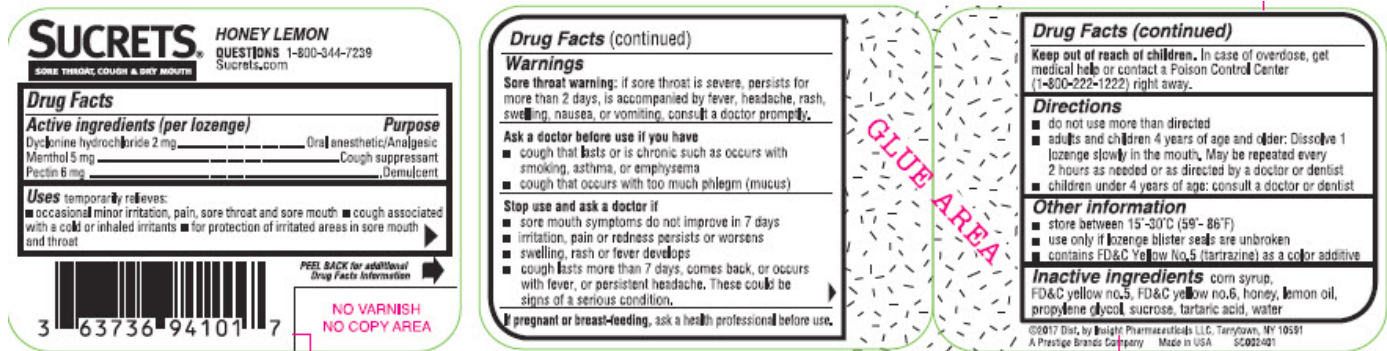 SUCRETS®
SORE THROAT, COUGH & DRY MOUTH
HONEY LEMON
QUESTIONS 1-800-344-7239
Sucrets.com
Drug Facts
Active ingredients (per lozenge) Purpose
Dyclonine hydrochloride 2 mg Oral anesthetic/Analgesic
Menthol 5 mg Cough suppressant
Pectin 6 mg Demulcent
Uses temporarily relieves:
■ occasional minor irritation, pain, sore throat and sore mouth ■ cough associated
with a cold or inhaled irritants ■ for protection of irritated areas in sore mouth
and throat
PEEL BACK for additional
Drug Facts Information
NO VARNISH
NO COPY AREA
3 63736 94101 7
Drug Facts (continued)
Warnings
Sore throat warning: if sore throat is severe, persists for
more than 2 days, is accompanied by fever, headache, rash,
swelling, nausea, or vomiting, consult a doctor promptly.
Ask a doctor before use if you have
■ cough that lasts or is chronic such as occurs with
smoking, asthma, or emphysema
■ cough that occurs with too much phlegm (mucus)
Stop use and ask a doctor if
■ sore mouth symptoms do not improve in 7 days
■ irritation, pain or redness persists or worsens
■ swelling, rash or fever develops
■ cough lasts more than 7 days, comes back, or occurs
with fever, or persistent headache. These could be
signs of a serious condition.
If pregnant or breast-feeding, ask a health professional before use.
GLUE AREA
Drug Facts (continued)
Keep out of reach of children. In case of overdose, get
medical help or contact a Poison Control Center
(1-800-222-1222) right away.
Directions
■ do not use more than directed
■ adults and children 4 years of age and older: Dissolve 1
lozenge slowly in the mouth. May be repeated every
2 hours as needed or as directed by a doctor or dentist
■ children under 4 years of age: consult a doctor or dentist
Other information
■ store between 15°-30°C (59°- 86°F)
■ use only if lozenge blister seals are unbroken
■ contains FD&C Yellow No.5 (tartrazine) as a color additive
Inactive ingredients corn syrup,
FD&C yellow no.5, FD&C yellow no.6, honey, lemon oil,
propylene glycol, sucrose, tartaric acid, water
©2017 Dist. by Insight Pharmaceuticals LLC, Tarrytown, NY 10591
A Prestige Brands Company Made in USA SC002401